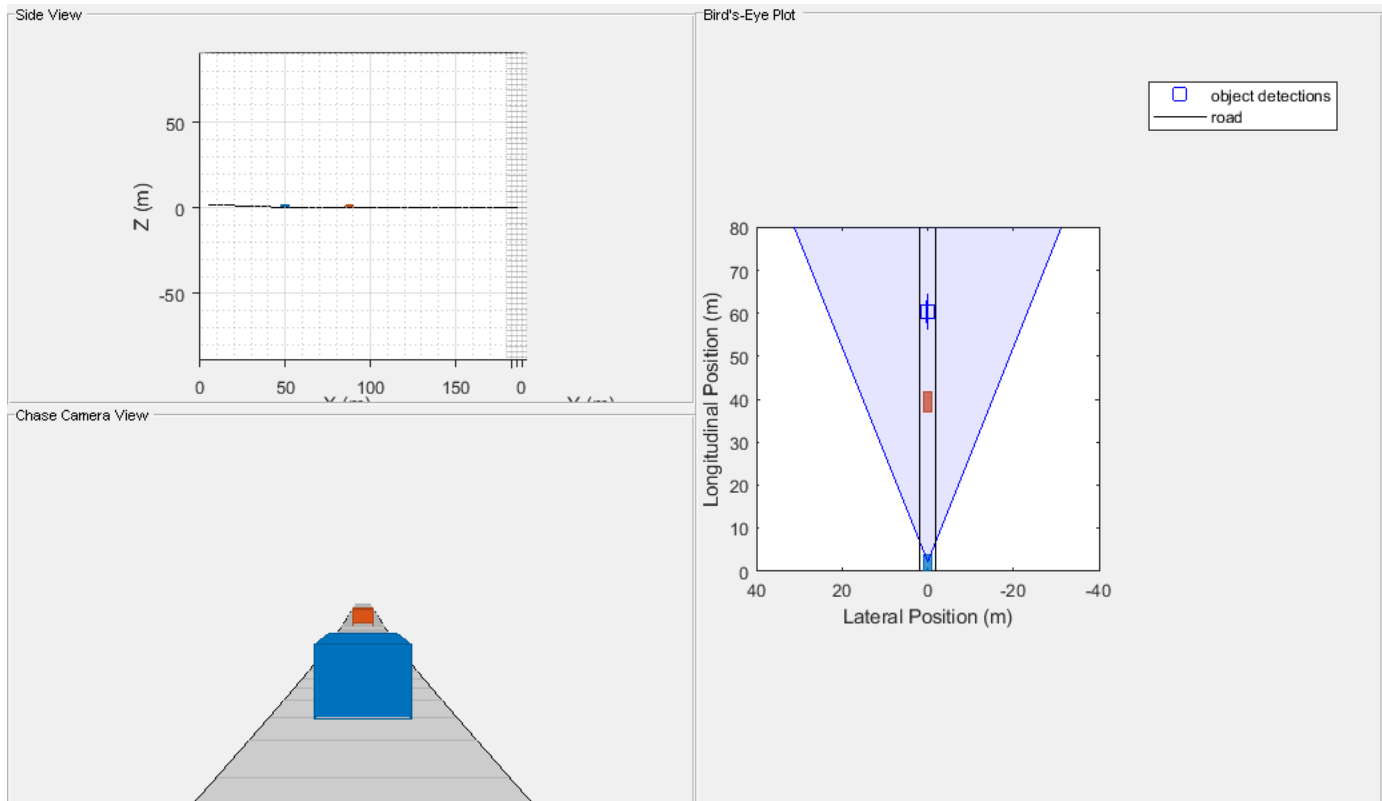 Side View
50
0
-50
Z (m)
0
50
100
150
0
Chase Camera View
Bird's-Eye Plot
object detections
road
80
70
60
50
40
30
20
10
0
Longitudinal Position (m)
40
20
0
-20
-40
Lateral Position (m)